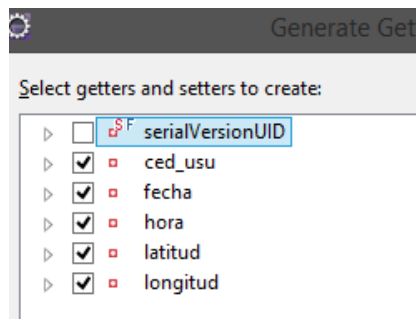 Generate Get
Select getters and setters to create:
S F serialVersionUID
ced_usu
fecha
hora
latitud
longitud